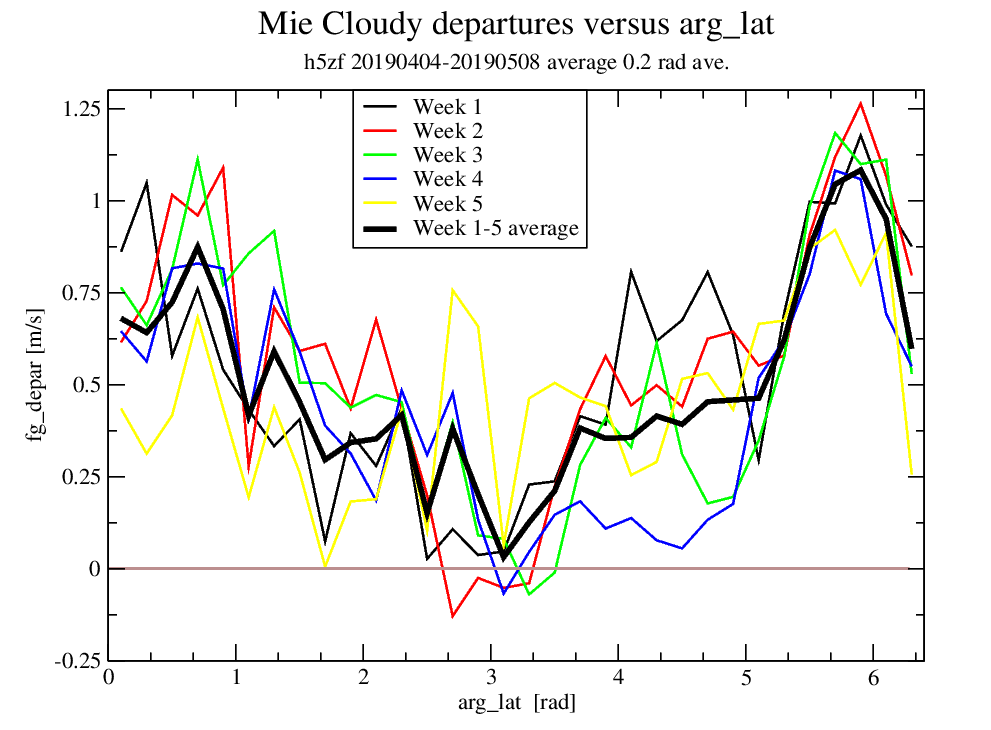 Mie Cloudy departures versus arg_lat
h5zf 20190404-20190508 average 0.2 rad ave.
Week 1
Week 2
Week 3
Week 4
Week 5
Week 1-5 average
fg_depar [m/s]
1.25
1
0.75
0.5
0.25
0
-0.25
0 1 2 3 4 5 6
arg_lat [rad]